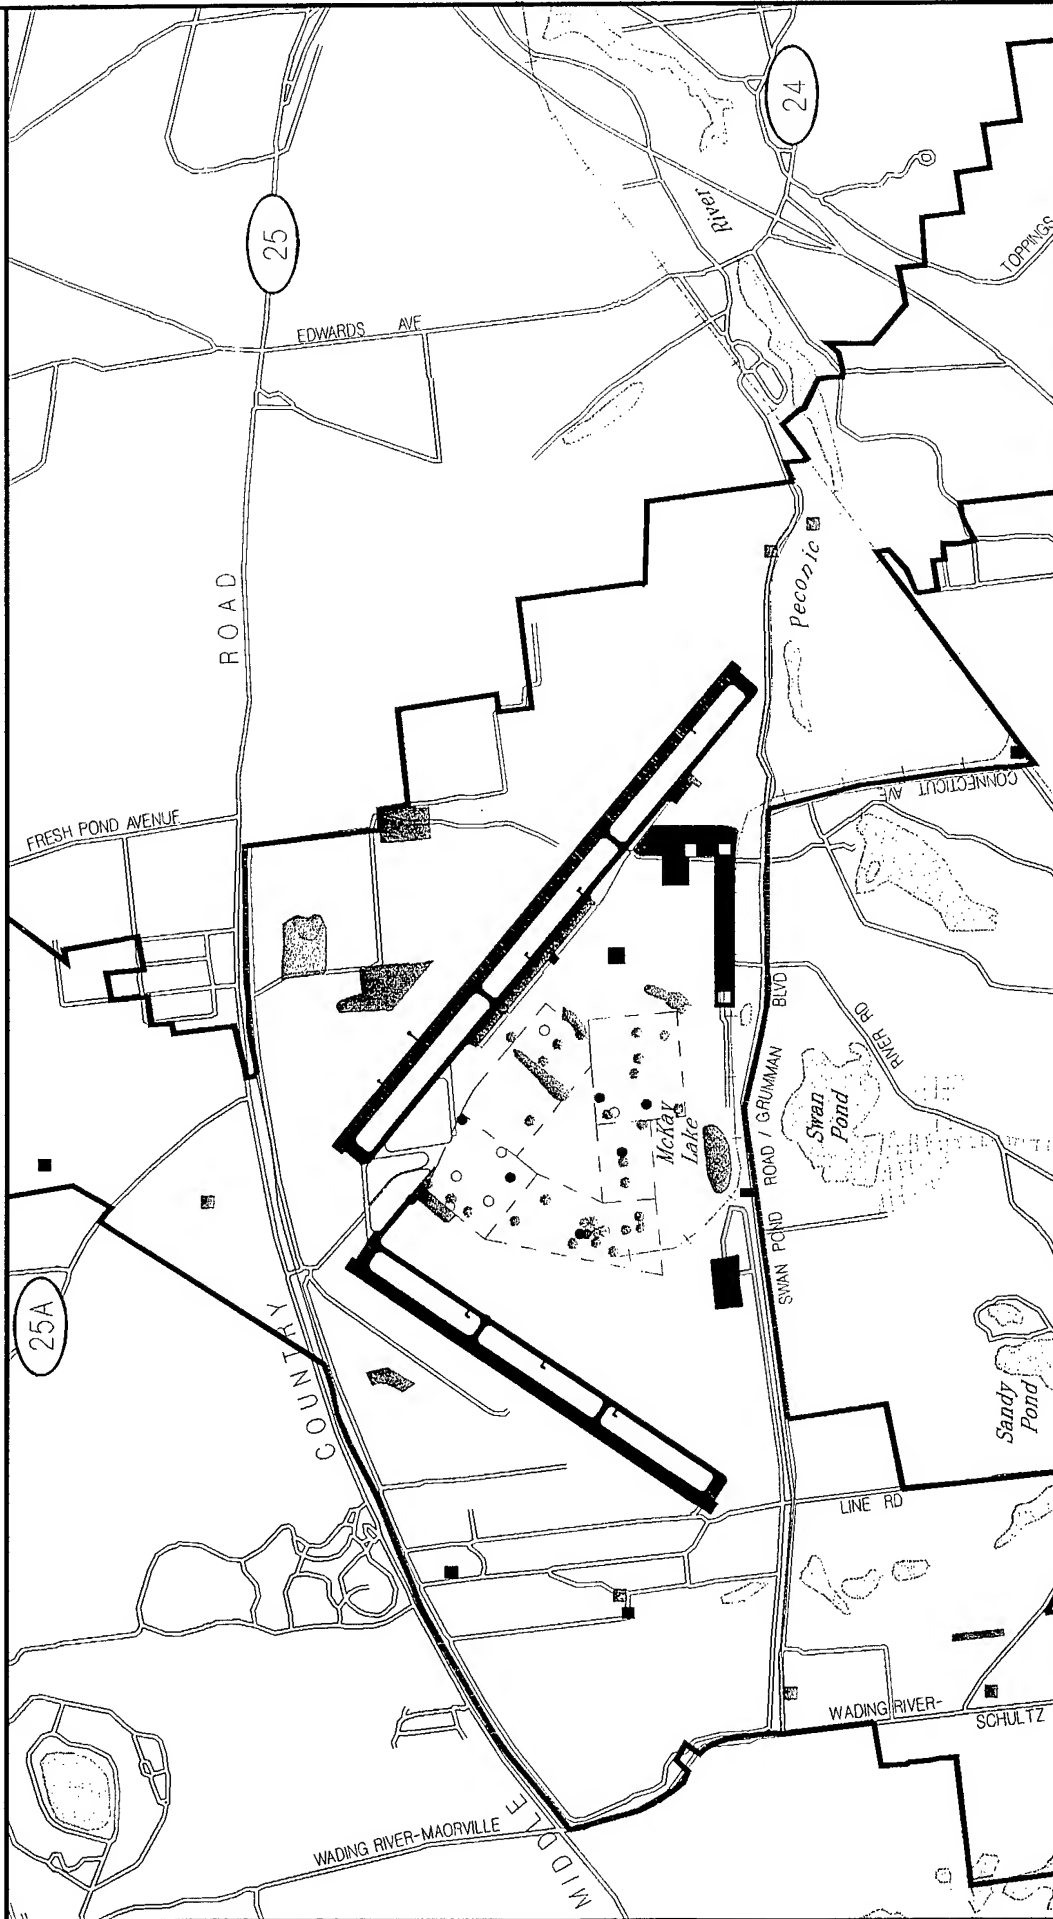 24
25
River
TOPPINGS
EDWARDS AVE
ROAD
Peconic
CONNECTICUT AVE
FRESH POND AVENUE
SWAN POND ROAD / GRUMMAN BLVD
RIVER RD
Swan
Pond
McKay
Lake
25A
COUNTRY
Sandy
Pond
LINE RD
WADING RIVER-
SCHULTZ
WADING RIVER-MAORVILLE
MIDDLE